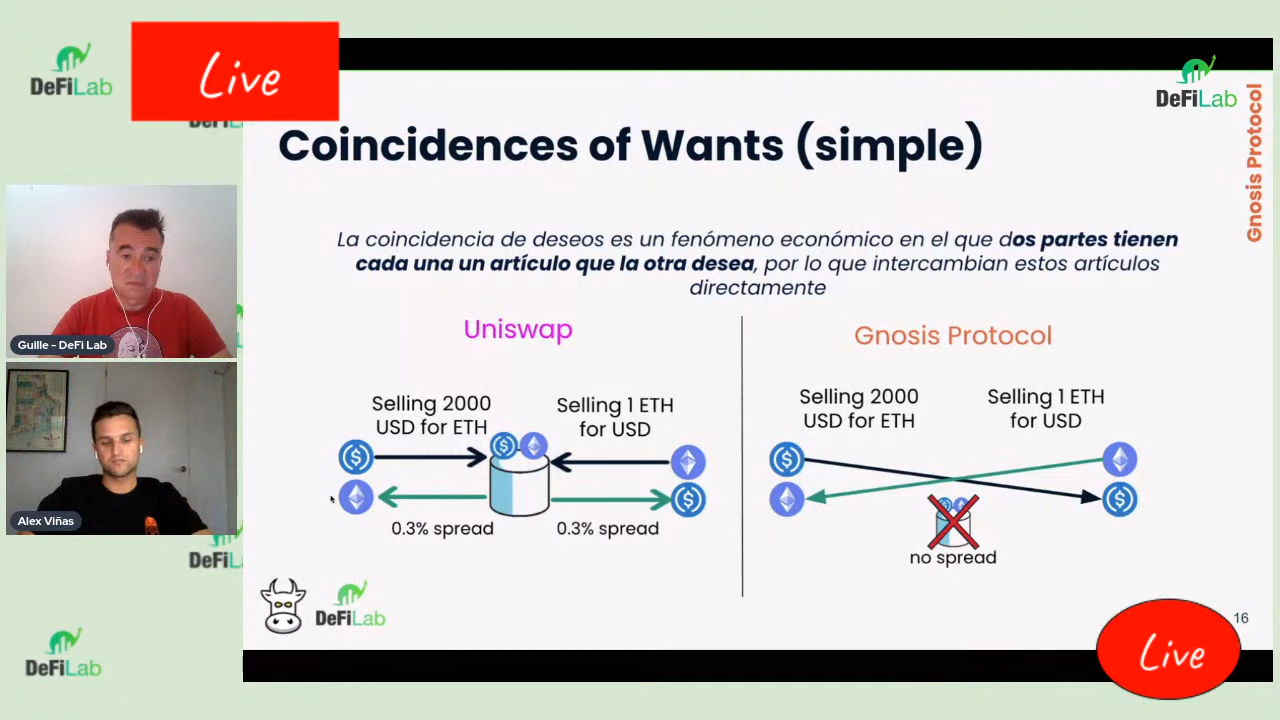 DeFiLab
Live
DeFiLab
DeFiLab
Gnosis Protocol
Coincidences of Wants (simple)
La coincidencia de deseos es un fenómeno económico en el que dos partes tienen
cada una un artículo que la otra desea, por lo que intercambian estos artículos
directamente
Uniswap
Gnosis Protocol
Selling 2000
USD for ETH
Selling 1 ETH
for USD
Selling 2000
USD for ETH
Selling 1 ETH
for USD
0.3% spread
0.3% spread
no spread
Guille - DeFi Lab
Alex Viñas
DeFiL
DeFiLab
16
DeFiLab
Live